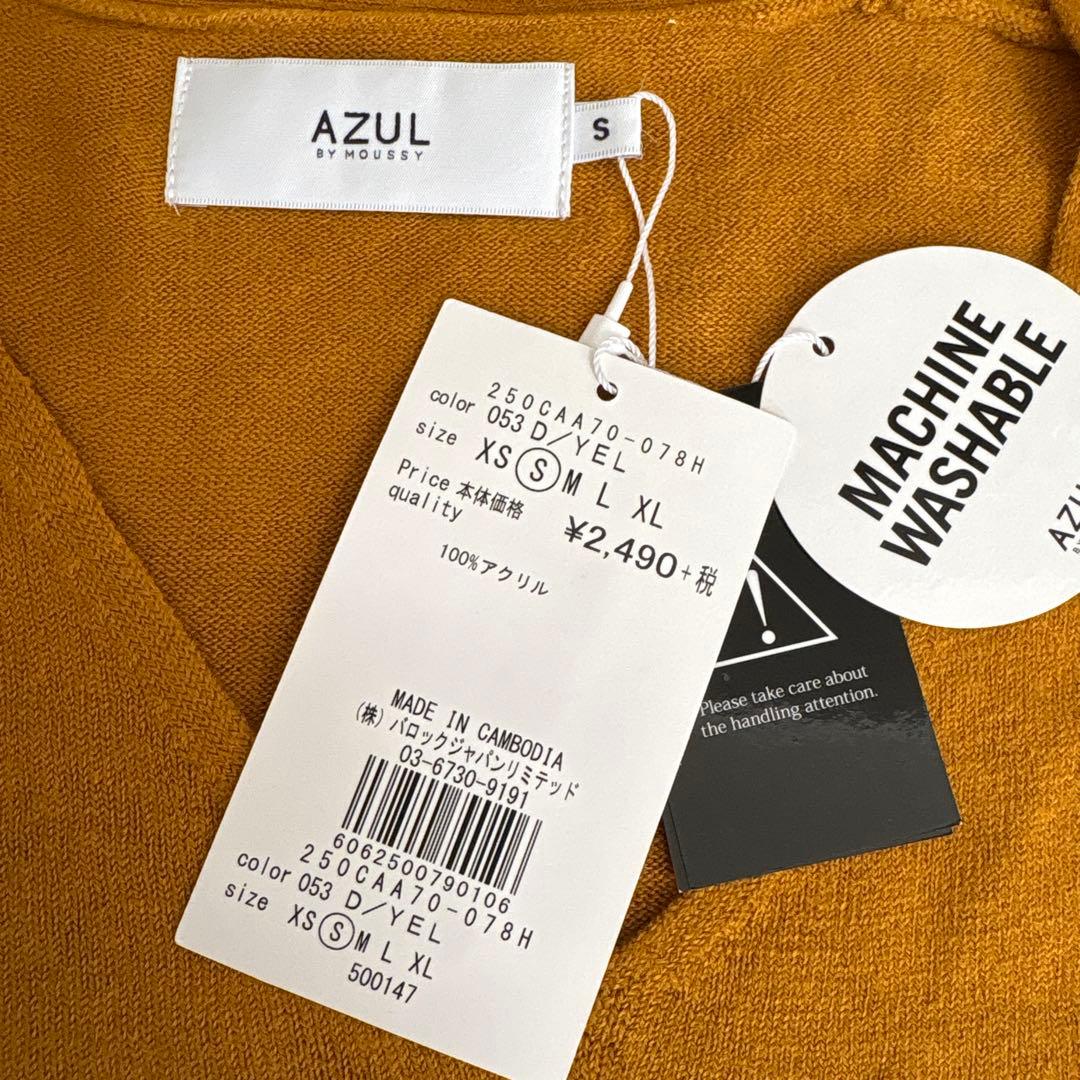 AZUL
BY MOUSSY
S
250CAA70-078H
color 053 D/YEL
size XS S M L XL
Price 本体価格 ¥2,490+税
quality
100%アクリル
MADE IN CAMBODIA
(株)バロックジャパンリミテッド
03-6730-9191
6062500790106
250CAA70-078H
color 053 D/YEL
size XS S M L XL
500147
MACHINE
WASHABLE
Please take care about
the handling attention.